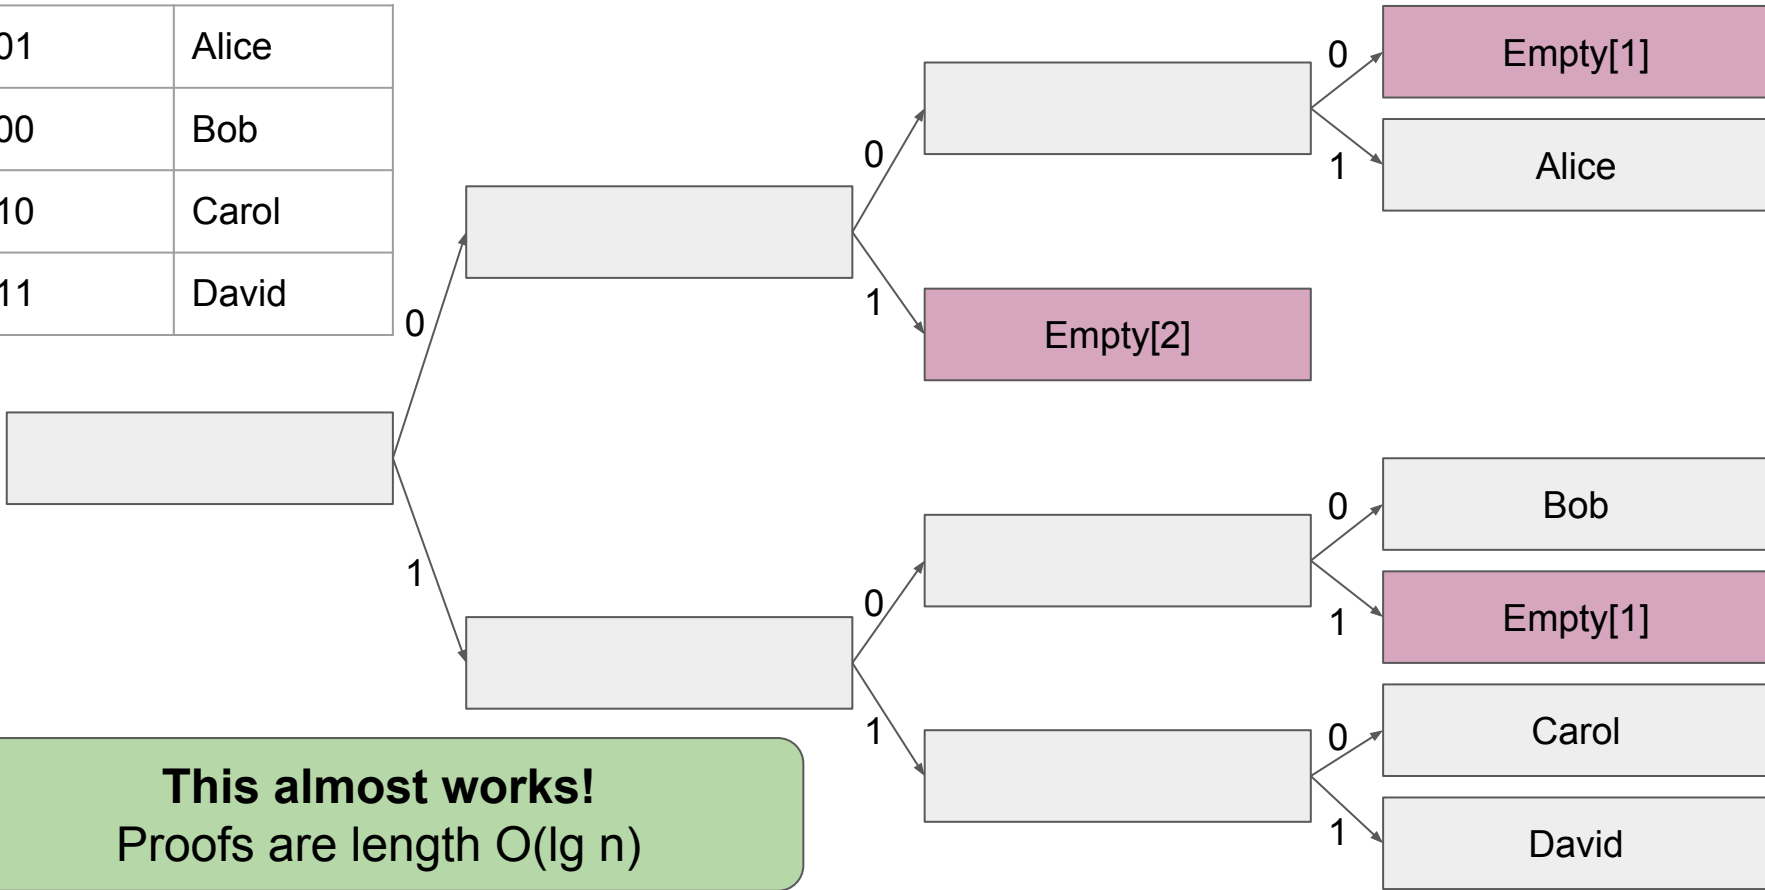 01 Alice
00 Bob
10 Carol
11 David
0
1
0
1
0
1
Empty[2]
0
1
0
1
0
1
Empty[1]
Alice
Bob
Empty[1]
Carol
David
This almost works!
Proofs are length O(lg n)